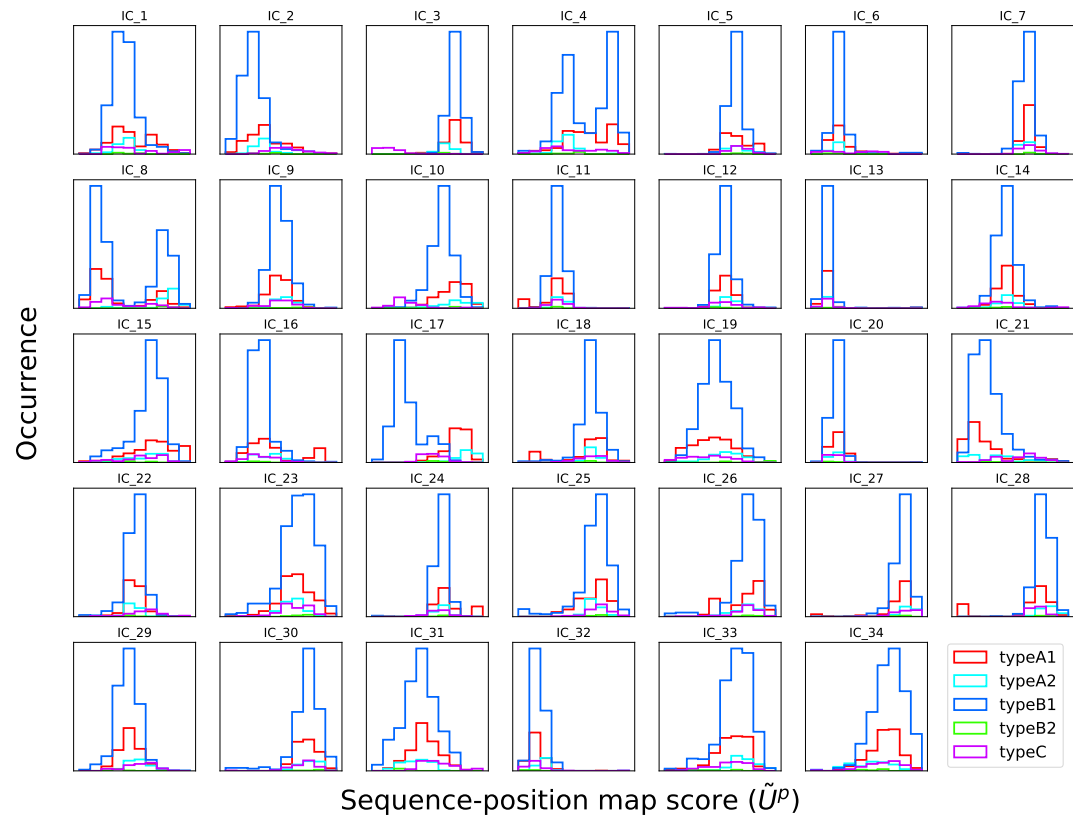 IC_1 IC_2 IC_3 IC_4 IC_5 IC_6 IC_7
IC_8 IC_9 IC_10 IC_11 IC_12 IC_13 IC_14
IC_15 IC_16 IC_17 IC_18 IC_19 IC_20 IC_21
IC_22 IC_23 IC_24 IC_25 IC_26 IC_27 IC_28
IC_29 IC_30 IC_31 IC_32 IC_33 IC_34
Occurrence
typeA1
typeA2
typeB1
typeB2
typeC
Sequence-position map score (Ũᵖ)